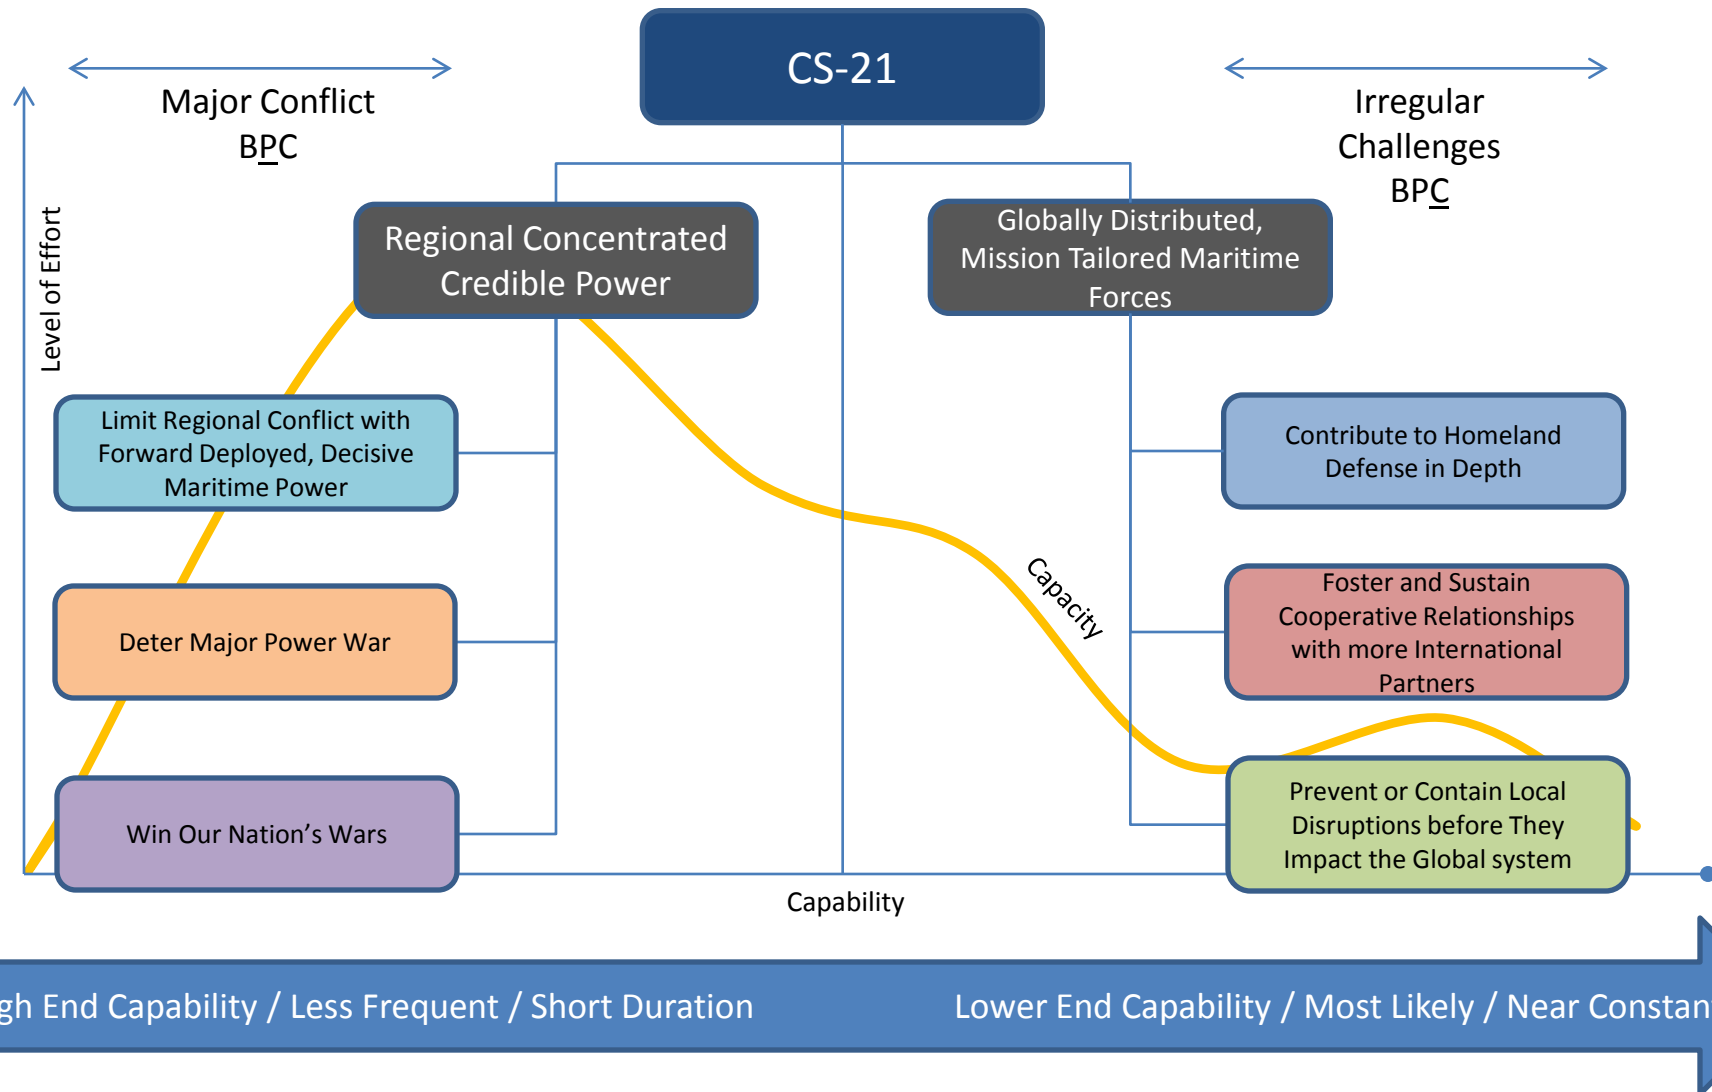 CS-21
Major Conflict
BPC
Irregular
Challenges
BPC
Level of Effort
Regional Concentrated
Credible Power
Globally Distributed,
Mission Tailored Maritime
Forces
Limit Regional Conflict with
Forward Deployed, Decisive
Maritime Power
Contribute to Homeland
Defense in Depth
Capacity
Deter Major Power War
Foster and Sustain
Cooperative Relationships
with more International
Partners
Win Our Nation’s Wars
Prevent or Contain Local
Disruptions before They
Impact the Global system
Capability
gh End Capability / Less Frequent / Short Duration
Lower End Capability / Most Likely / Near Constan